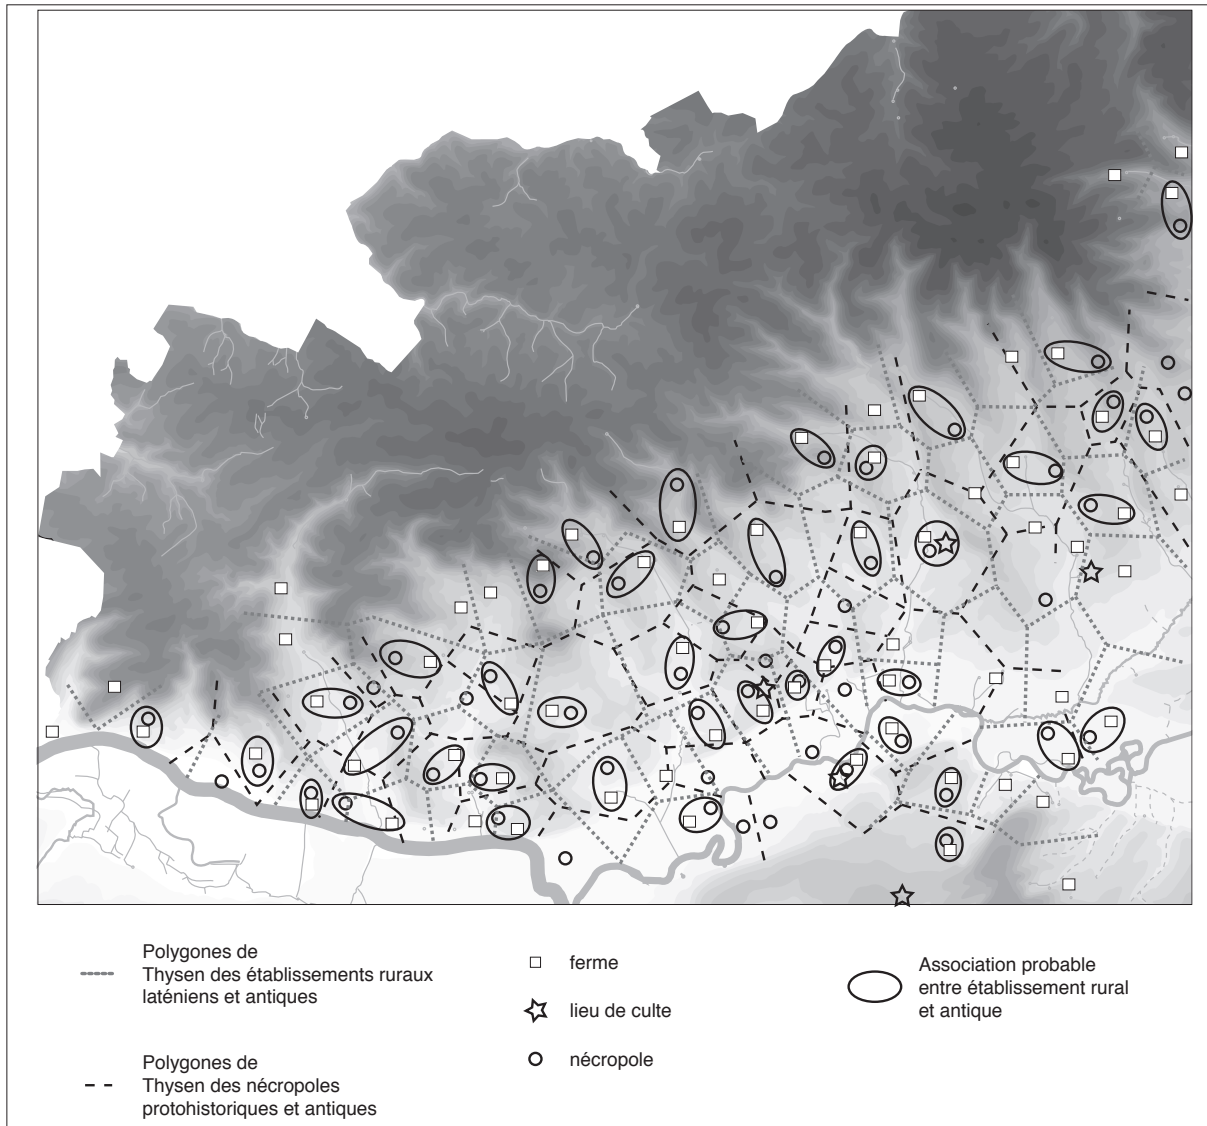 Polygones de
Thysen des établissements ruraux
laténiens et antiques
Polygones de
Thysen des nécropoles
protohistoriques et antiques
ferme
lieu de culte
nécropole
Association probable
entre établissement rural
et antique